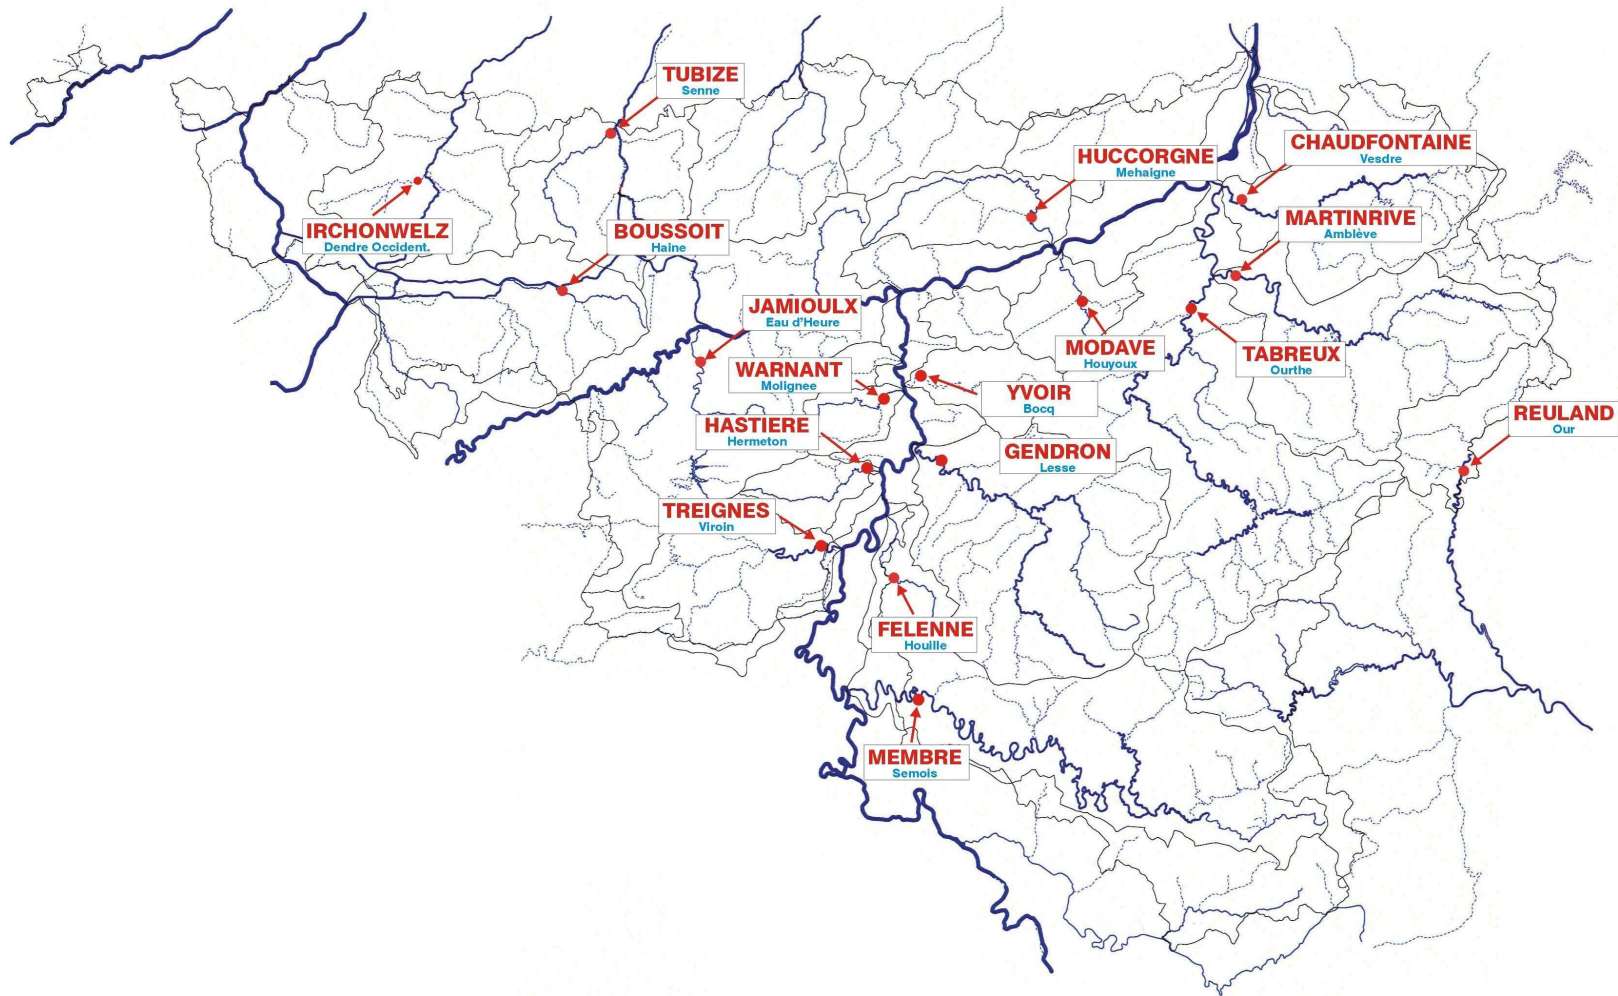 TUBIZE
Senne
CHAUDFONTAINE
Vesdre
HUCCORGNE
Mehaigne
MARTINRIVE
Amblève
IRCHONWELZ
Dendre Occident.
BOUSSOIT
Haine
JAMIOULX
Eau d'Heure
MODAVE
Houyoux
TABREUX
Ourthe
WARNANT
Molignee
YVOIR
Bocq
REULAND
Our
HASTIERE
Hermeton
GENDRON
Lesse
TREIGNES
Viroin
FELENNE
Houille
MEMBRE
Semois